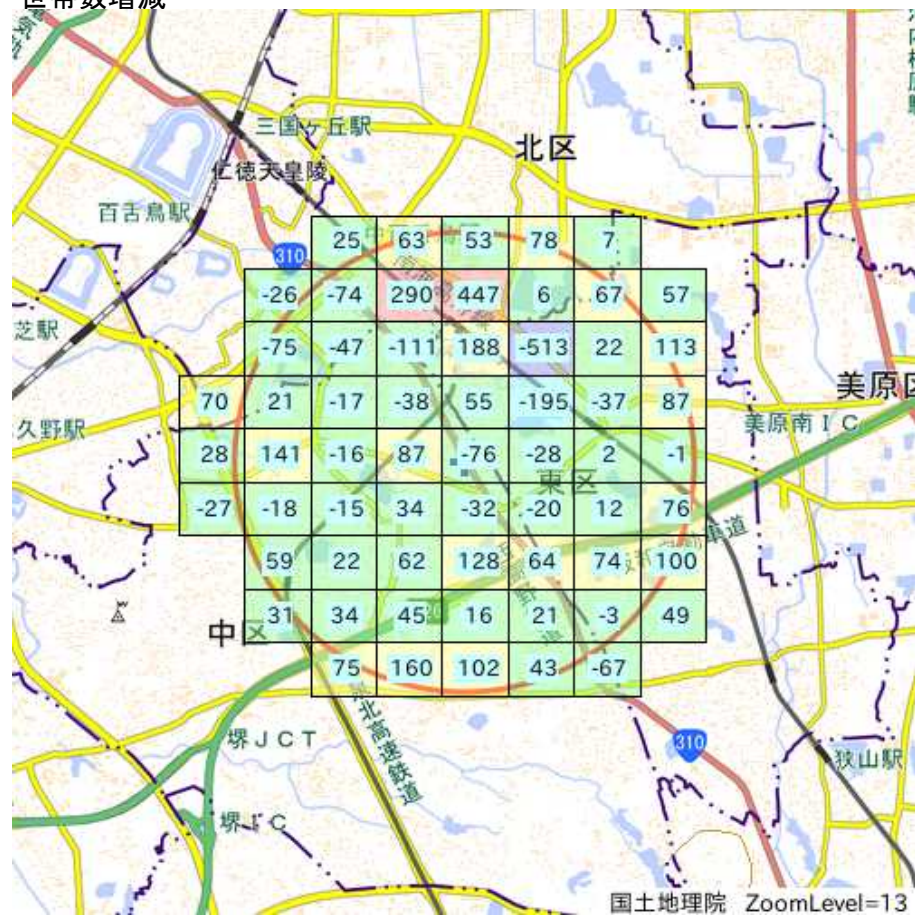 世帯数増減
三国ヶ丘駅
北区
仁徳天皇陵
百舌鳥駅
310
25 63 53 78 7
-26 -74 290 447 6 67 57
芝駅
-75 -47 -111 188 -513 22 113
美原区
70 21 -17 -38 55 -195 -37 87
久野駅
美原南IC
28 141 -16 87 -76 -28 2 -1
東区
-27 -18 -15 34 -32 -20 12 76
車道
59 22 62 128 64 74 100
31 34 45 16 21 -3 49
中区
75 160 102 43 -67
北高速鉄道
堺JCT
310
狭山駅
堺IC
国土地理院 ZoomLevel=13